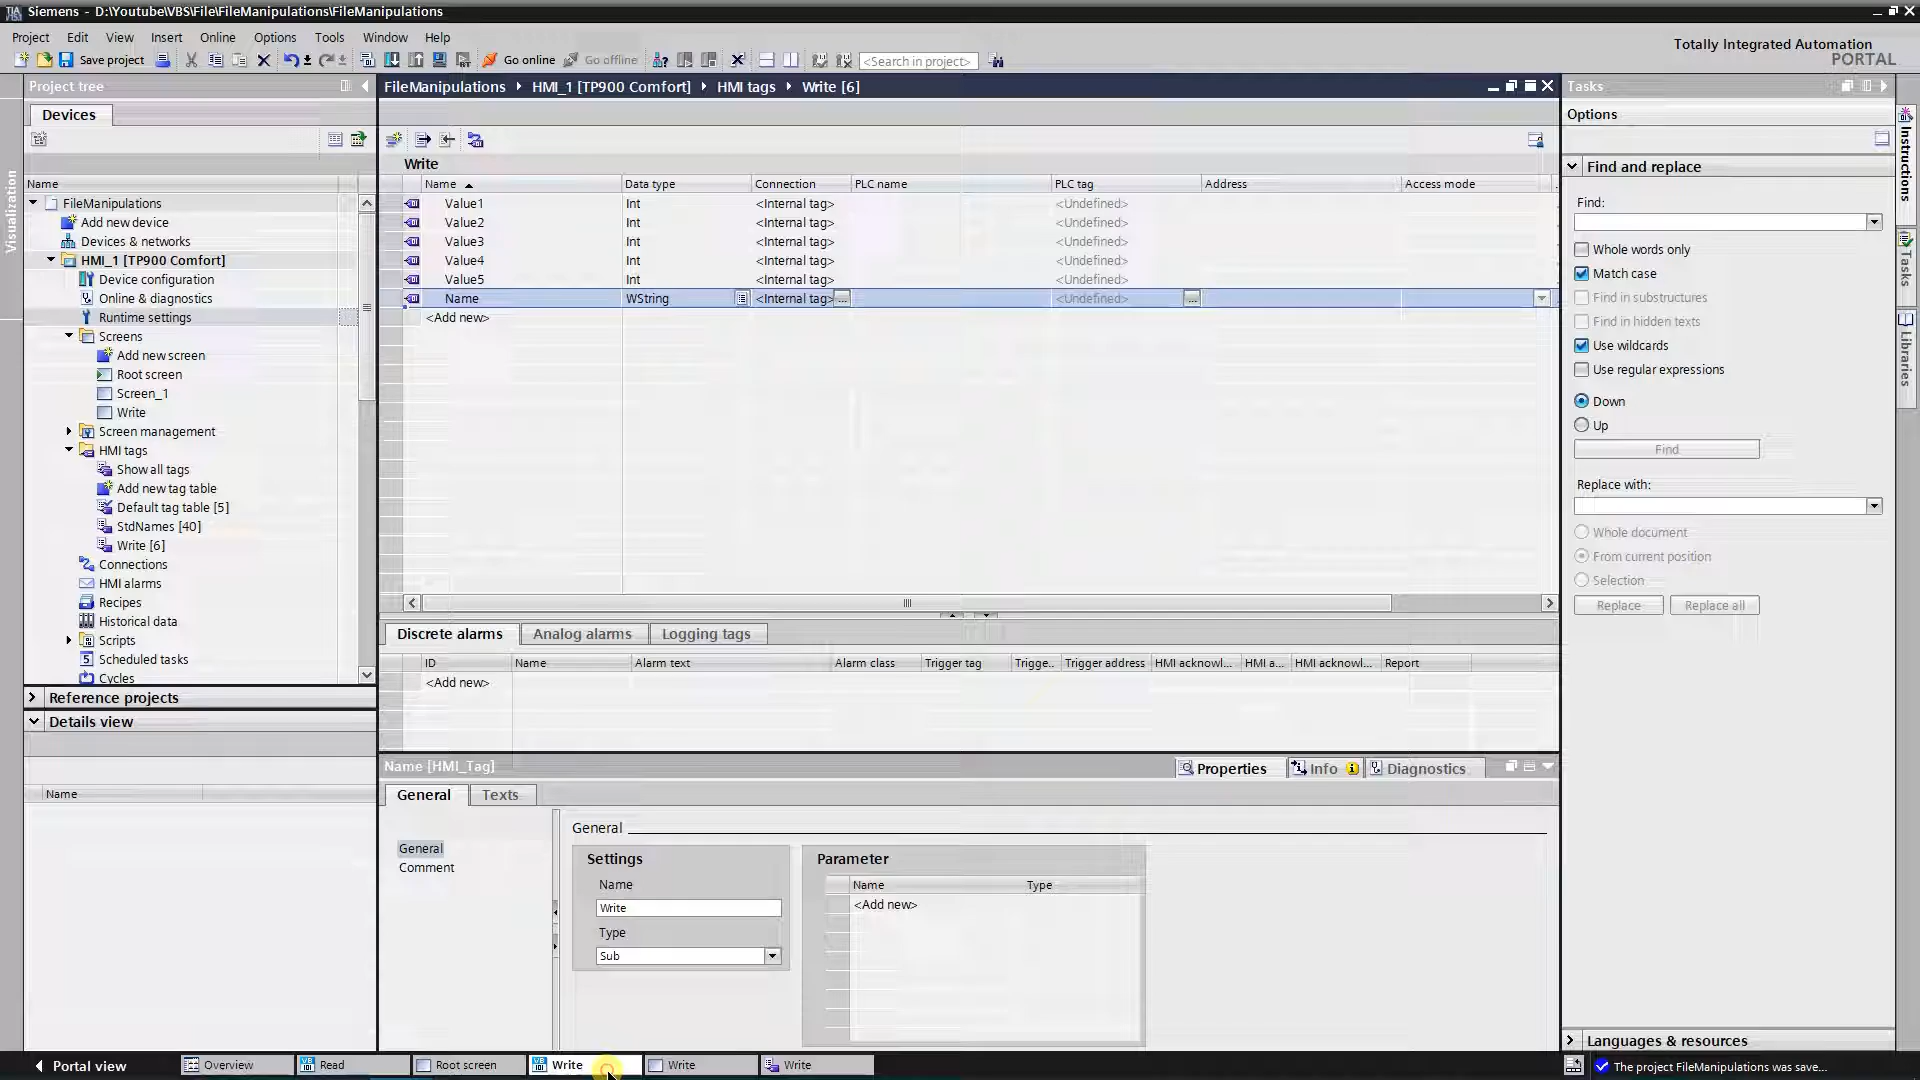 Siemens - D:\Youtube\VBS\File\FileManipulations\FileManipulations
Project Edit View Insert Online Options Tools Window Help
Totally Integrated Automation
PORTAL
Save project Go online Go offline <Search in project>
Project tree
Devices
Name
FileManipulations
Add new device
Devices & networks
HMI_1 [TP900 Comfort]
Device configuration
Online & diagnostics
Runtime settings
Screens
Add new screen
Root screen
Screen_1
Write
Screen management
HMI tags
Show all tags
Add new tag table
Default tag table [5]
StdNames [40]
Write [6]
Connections
HMI alarms
Recipes
Historical data
Scripts
Scheduled tasks
Cycles
Reference projects
Details view
Name
Visualization
FileManipulations HMI_1 [TP900 Comfort] HMI tags Write [6]
Write
Name Data type Connection PLC name PLC tag Address Access mode
Value1 Int <Internal tag> <Undefined>
Value2 Int <Internal tag> <Undefined>
Value3 Int <Internal tag> <Undefined>
Value4 Int <Internal tag> <Undefined>
Value5 Int <Internal tag> <Undefined>
Name WString <Internal tag> ... <Undefined> ...
<Add new>
Discrete alarms Analog alarms Logging tags
ID Name Alarm text Alarm class Trigger tag Trigge.. Trigger address HMI acknowl... HMI a... HMI acknowl... Report
<Add new>
Name [HMI_Tag]
Properties Info Diagnostics
General Texts
General
Comment
General
Settings
Name
Write
Type
Sub
Parameter
Name Type
<Add new>
Tasks
Options
Find and replace
Find:
Whole words only
Match case
Find in substructures
Find in hidden texts
Use wildcards
Use regular expressions
Down
Up
Find
Replace with:
Whole document
From current position
Selection
Replace Replace all
Languages & resources
Instructions
Tasks
Libraries
Portal view Overview Read Root screen Write Write Write
The project FileManipulations was save...